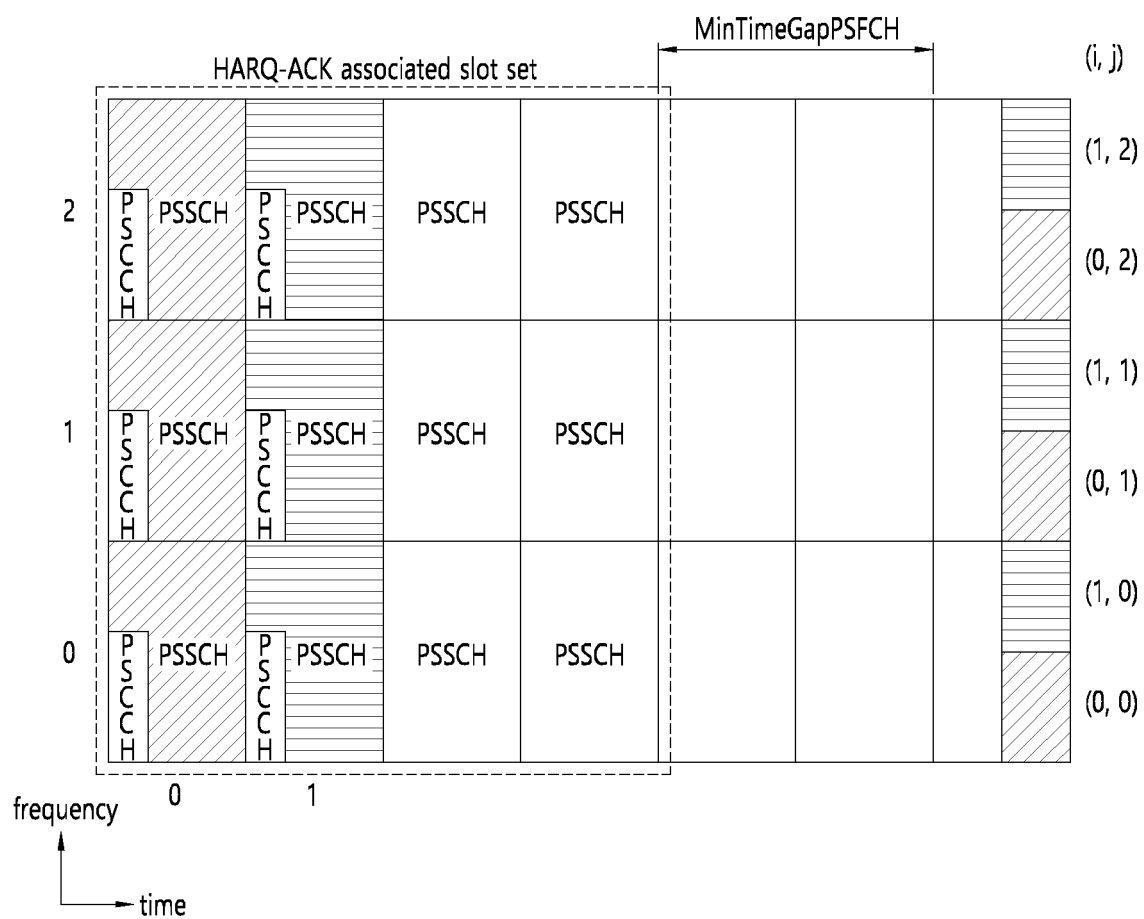 MinTimeGapPSFCH
(i, j)
HARQ-ACK associated slot set
(1, 2)
2
PSCCH
PSSCH
PSCCH
PSSCH
PSSCH
PSSCH
(0, 2)
(1, 1)
1
PSCCH
PSSCH
PSCCH
PSSCH
PSSCH
PSSCH
(0, 1)
(1, 0)
0
PSCCH
PSSCH
PSCCH
PSSCH
PSSCH
PSSCH
(0, 0)
0
1
frequency
time